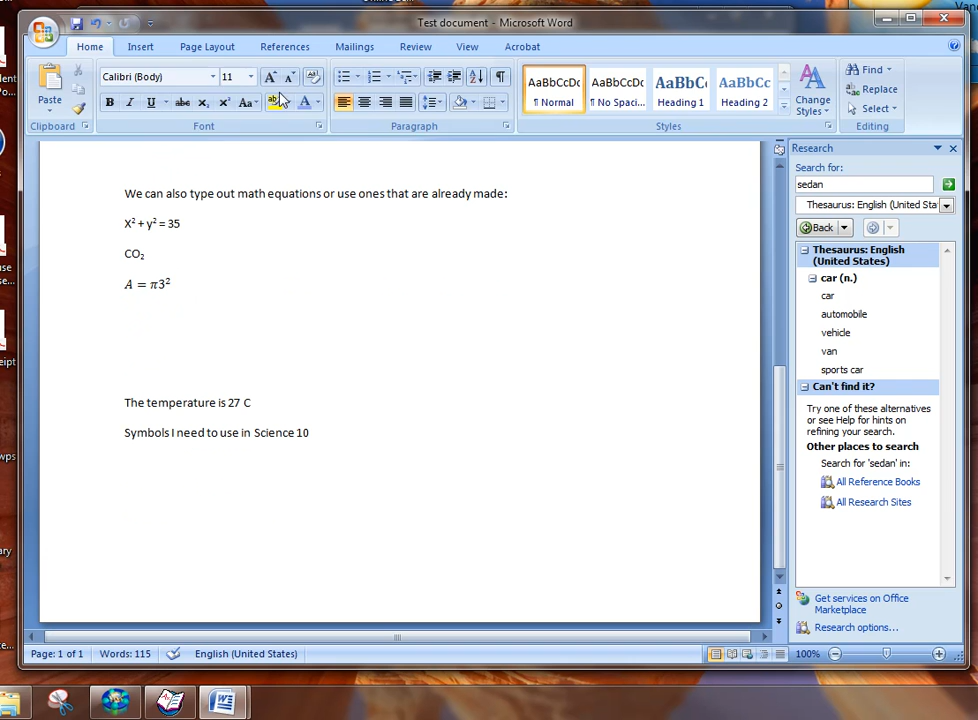 Test document - Microsoft Word
Home Insert Page Layout References Mailings Review View Acrobat
Paste
Clipboard
Calibri (Body) 11
B I U abc X₂ X² Aa
Font
Paragraph
AaBbCcDc AaBbCcDc AaBbC AaBbCc
¶ Normal ¶ No Spaci... Heading 1 Heading 2
Change
Styles
Styles
Find
Replace
Select
Editing
We can also type out math equations or use ones that are already made:
X² + y² = 35
CO₂
A = π3²
The temperature is 27 C
Symbols I need to use in Science 10
Research
Search for:
sedan
Thesaurus: English (United Sta
Back
Thesaurus: English
(United States)
car (n.)
car
automobile
vehicle
van
sports car
Can't find it?
Try one of these alternatives
or see Help for hints on
refining your search.
Other places to search
Search for 'sedan' in:
All Reference Books
All Research Sites
Get services on Office
Marketplace
Research options...
Page: 1 of 1 Words: 115 English (United States) 100%